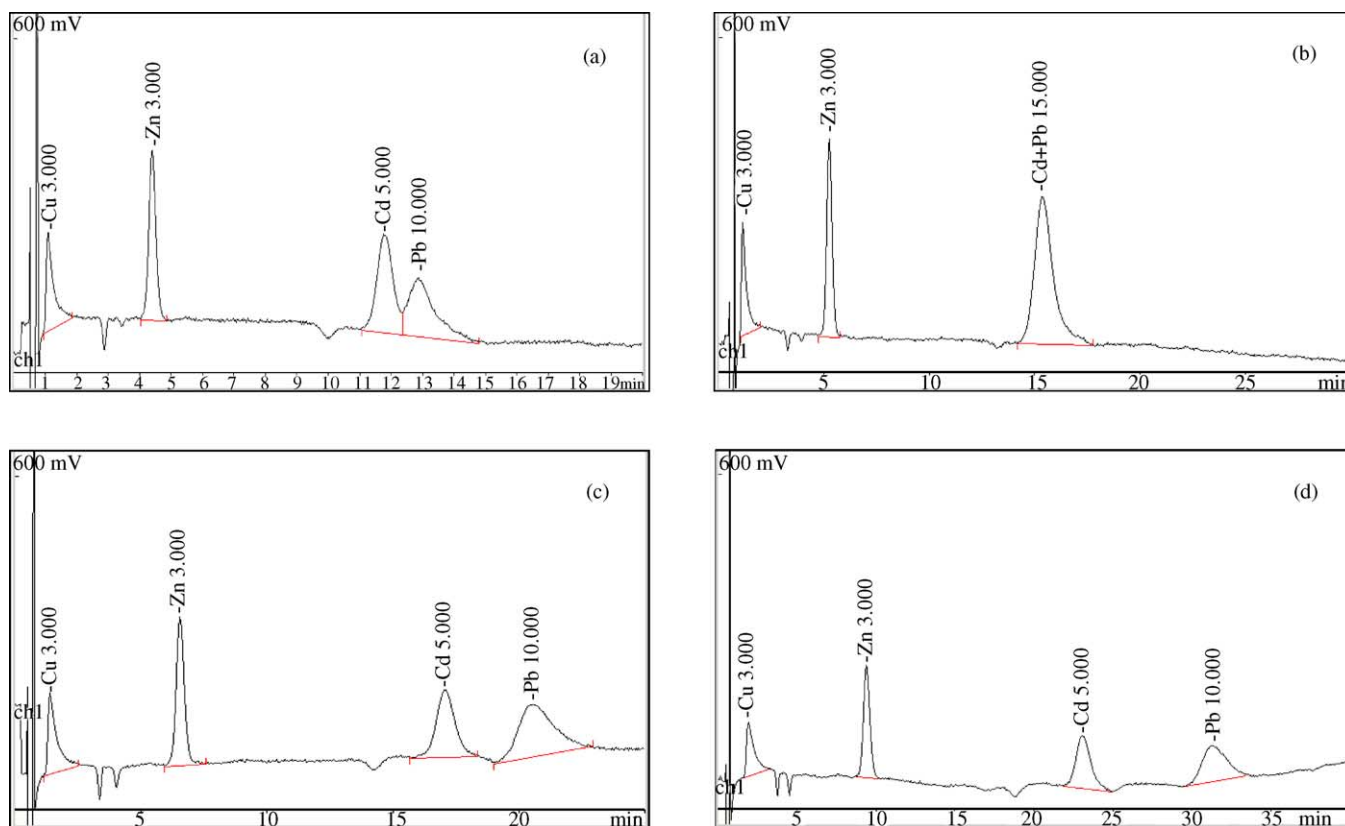 600 mV
(a)
Cu 3.000
Zn 3.000
Cd 5.000
Pb 10.000
ch1
1 2 3 4 5 6 7 8 9 10 11 12 13 14 15 16 17 18 19min
600 mV
(b)
Cu 3.000
Zn 3.000
Cd+Pb 15.000
ch1
5 10 15 20 25 min
600 mV
(c)
Cu 3.000
Zn 3.000
Cd 5.000
Pb 10.000
ch1
5 10 15 20 min
600 mV
(d)
Cu 3.000
Zn 3.000
Cd 5.000
Pb 10.000
ch1
5 10 15 20 25 30 35 min